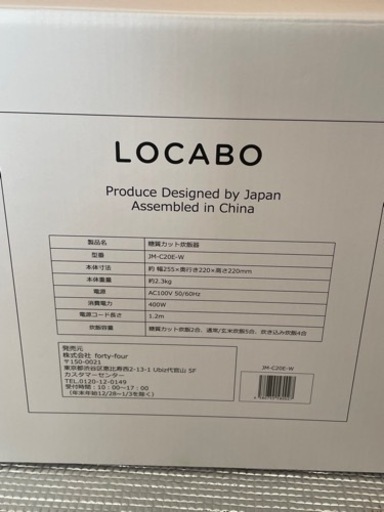 LOCABO
Produce Designed by Japan
Assembled in China
製品名 糖質カット炊飯器
型番 JM-C20E-W
本体寸法 約 幅255×奥行き220×高さ220mm
本体重量 約2.3kg
電源 AC100V 50/60Hz
消費電力 400W
電源コード長さ 1.2m
炊飯容量 糖質カット炊飯2合、通常/玄米炊飯5合、炊き込み炊飯4合
発売元
株式会社 forty-four
〒150-0021
東京都渋谷区恵比寿西2-13-1 Ubiz代官山 5F
カスタマーセンター
TEL.0120-12-0149
受付時間：10：00～17：00
（年末年始12/28～1/3を除く）
JM-C20E-W